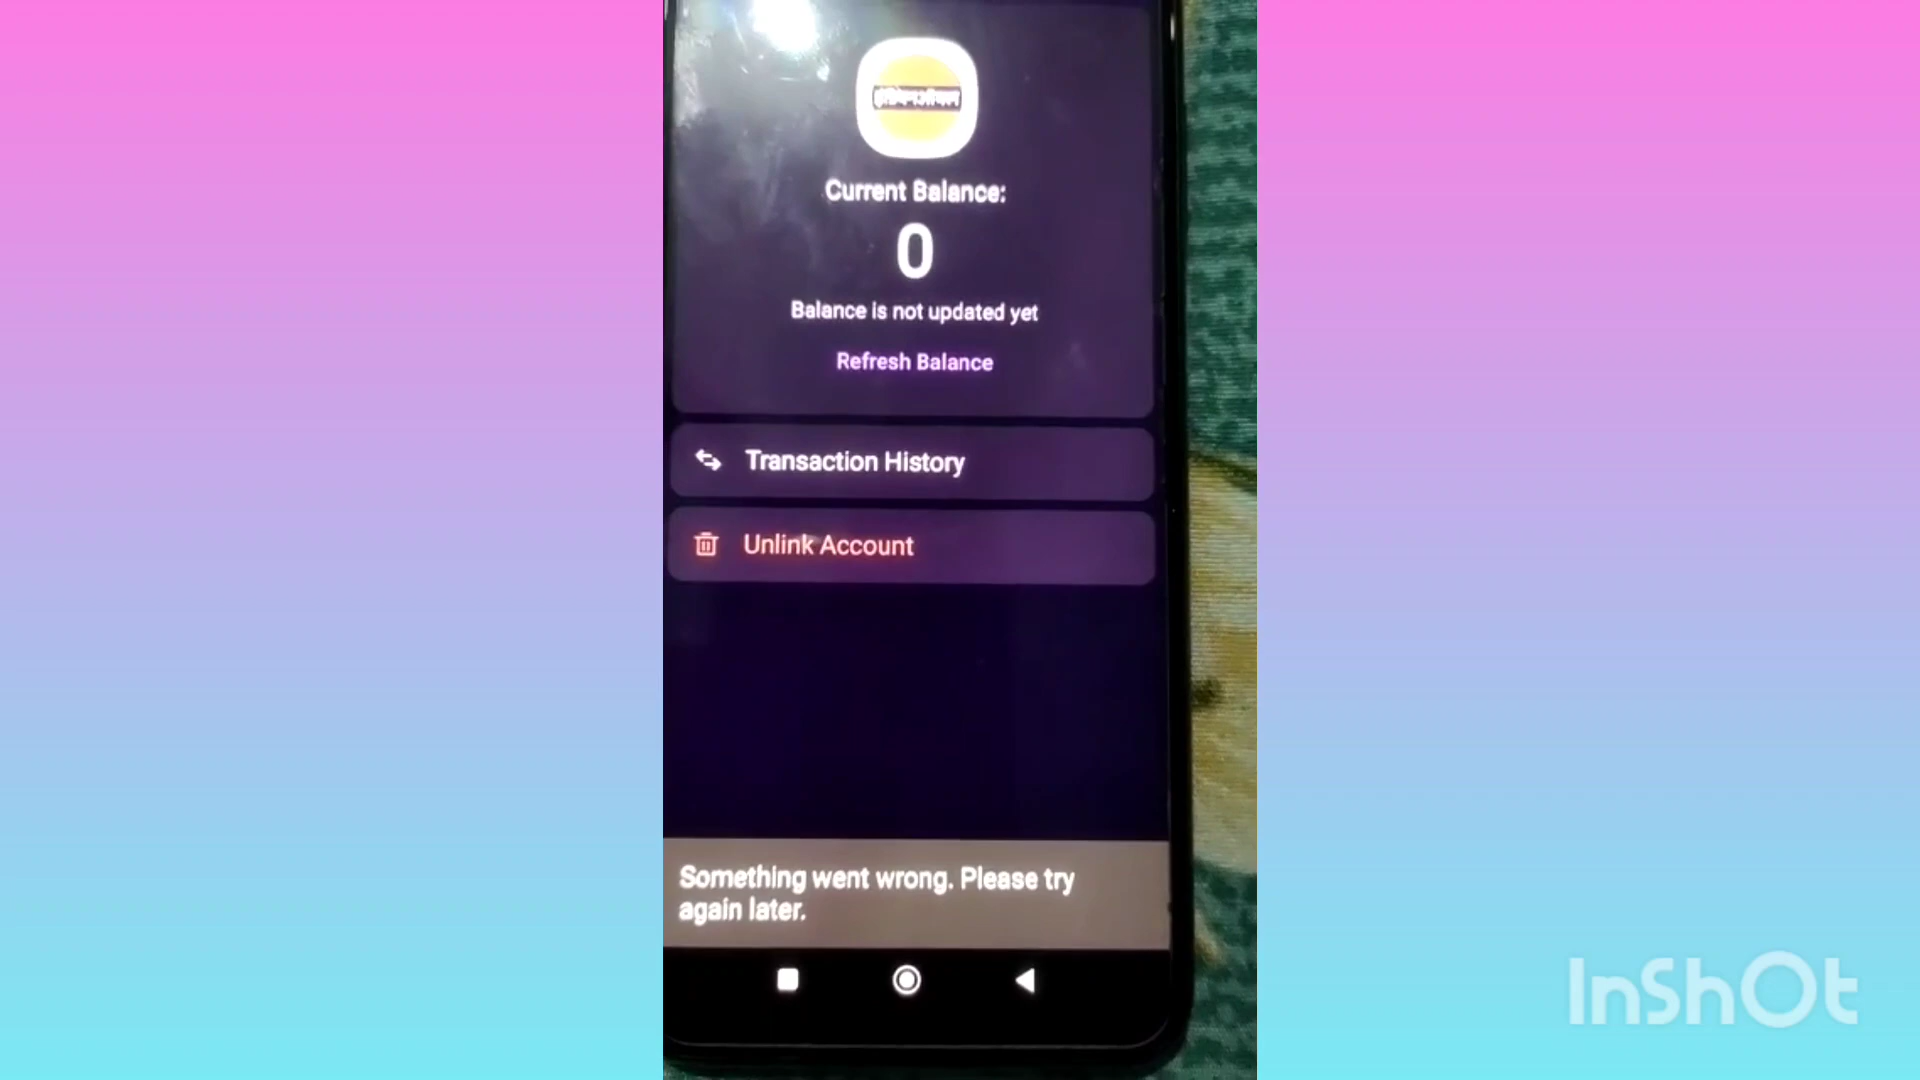 Current Balance:
0
Balance is not updated yet
Refresh Balance
Transaction History
Unlink Account
Something went wrong. Please try
again later.
InShOt